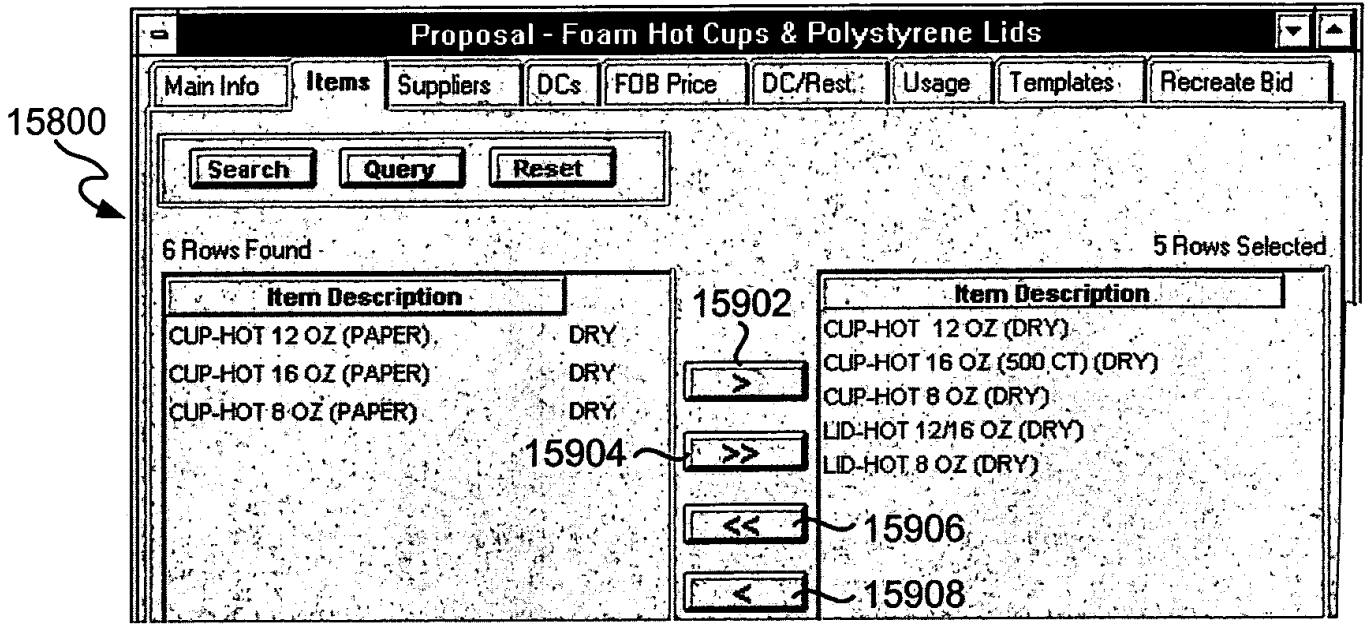 Proposal - Foam Hot Cups & Polystyrene Lids
Main Info Items Suppliers DCs FOB Price DC/Rest. Usage Templates Recreate Bid
15800
Search Query Reset
6 Rows Found 5 Rows Selected
Item Description Item Description
15902
CUP-HOT 12 OZ (PAPER) DRY CUP-HOT 12 OZ (DRY)
CUP-HOT 16 OZ (PAPER) DRY > CUP-HOT 16 OZ (500 CT) (DRY)
CUP-HOT 8 OZ (PAPER) DRY CUP-HOT 8 OZ (DRY)
LID-HOT 12/16 OZ (DRY)
15904 >> LID-HOT 8 OZ (DRY)
<< 15906
< 15908